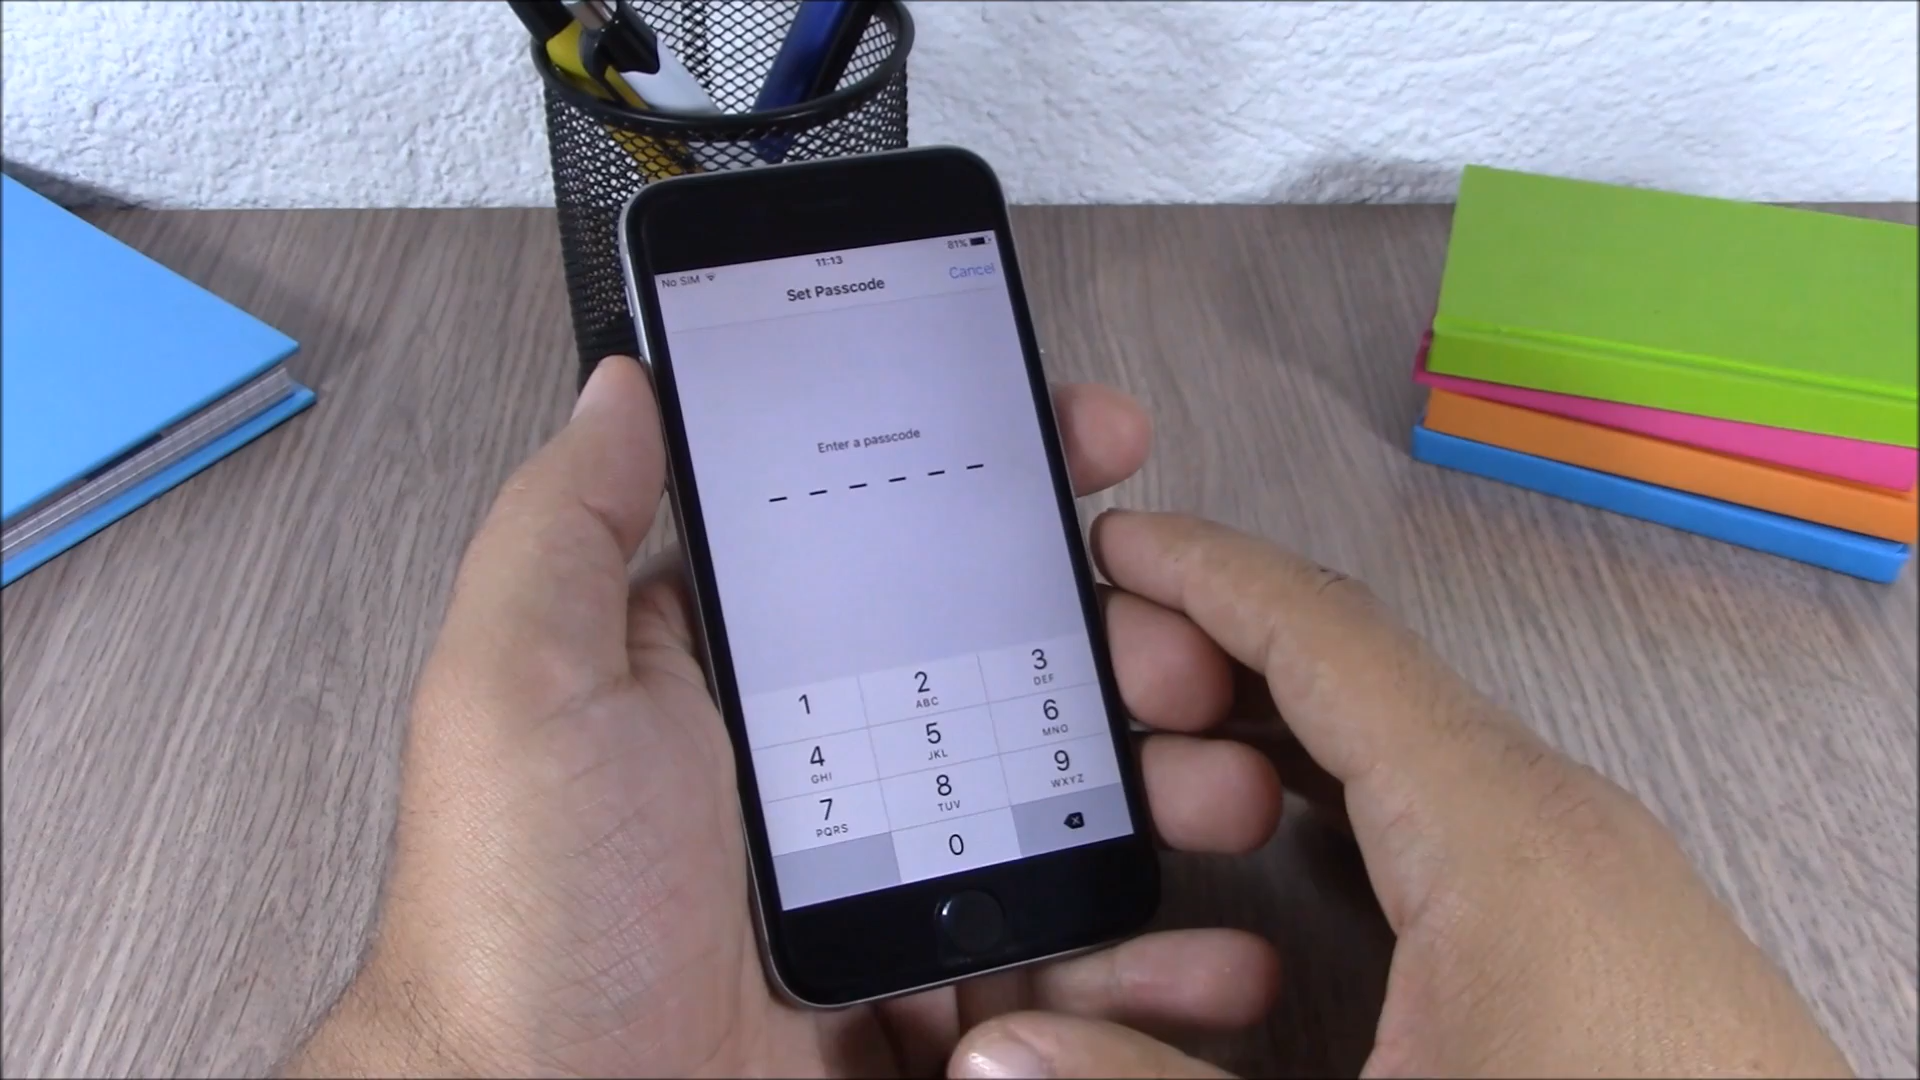 No SIM 11:13 81%
Set Passcode Cancel
Enter a passcode
1 2 3
ABC DEF
4 5 6
GHI JKL MNO
7 8 9
PQRS TUV WXYZ
0